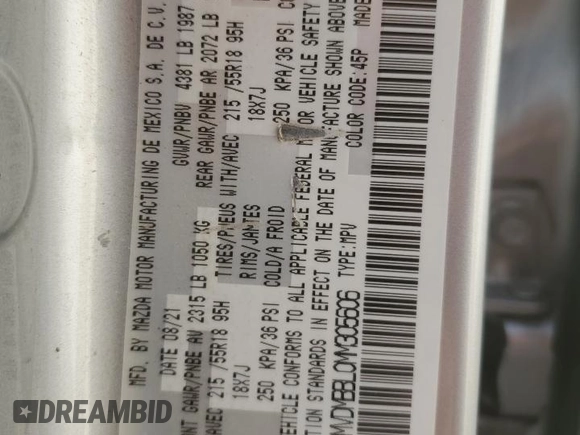 MFD. BY MAZDA MOTOR MANUFACTURING DE MEXICO S.A. DE C.V.
DATE 06/21 GVWR/PNBV 4381 LB 1987
NT GAWR/PNBE AV 2315 LB 1050 KG REAR GAWR/PNBE AR 2072 LB
AVEC 215 /55R18 95H TIRES/PNEUS WITH/AVEC 215 /55R18 95H
18X7J RIMS/JANTES 18X7J
250 KPA/36 PSI COLD/A FROID 250 KPA/36 PSI
VEHICLE CONFORMS TO ALL APPLICABLE FEDERAL MOTOR VEHICLE SAFETY
STANDARDS IN EFFECT ON THE DATE OF MANUFACTURE SHOWN ABOVE
TYPE:MPV COLOR CODE:45P MADE
DREAMBID